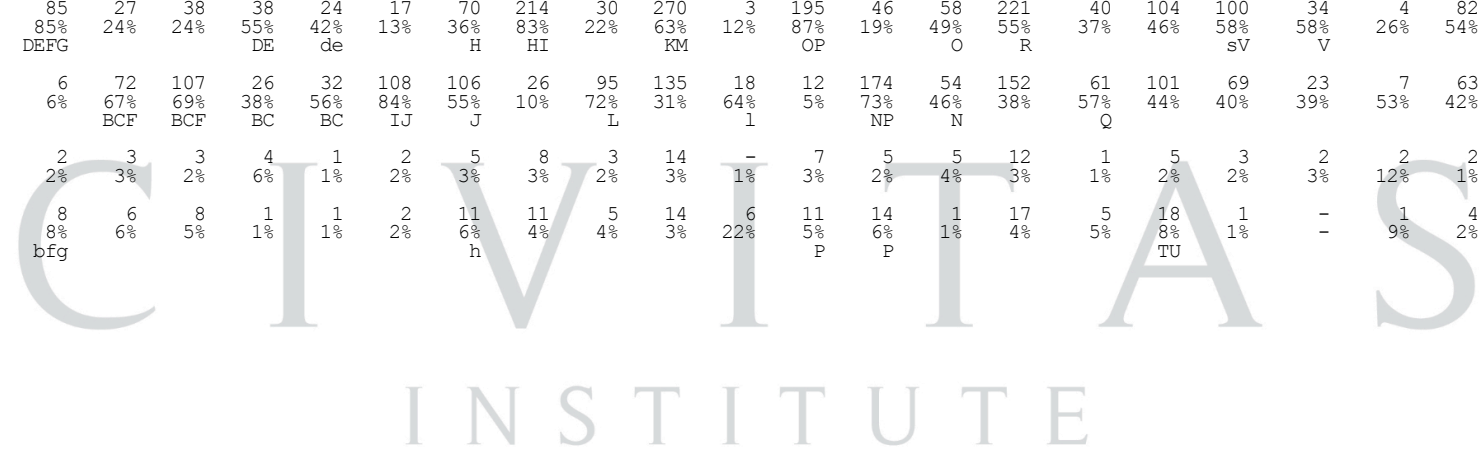 85 27 38 38 24 17 70 214 30 270 3 195 46 58 221 40 104 100 34 4 82
85% 24% 24% 55% 42% 13% 36% 83% 22% 63% 12% 87% 19% 49% 55% 37% 46% 58% 58% 26% 54%
DEFG DE de H HI KM OP O R sV V
6 72 107 26 32 108 106 26 95 135 18 12 174 54 152 61 101 69 23 7 63
6% 67% 69% 38% 56% 84% 55% 10% 72% 31% 64% 5% 73% 46% 38% 57% 44% 40% 39% 53% 42%
BCF BCF BC BC IJ J L l NP N Q
2 3 3 4 1 2 5 8 3 14 - 7 5 5 12 1 5 3 2 2 2
2% 3% 2% 6% 1% 2% 3% 3% 2% 3% 1% 3% 2% 4% 3% 1% 2% 2% 3% 12% 1%
8 6 8 1 1 2 11 11 5 14 6 11 14 1 17 5 18 1 - 1 4
8% 6% 5% 1% 1% 2% 6% 4% 4% 3% 22% 5% 6% 1% 4% 5% 8% 1% - 9% 2%
bfg h P P TU
CIVITAS
INSTITUTE